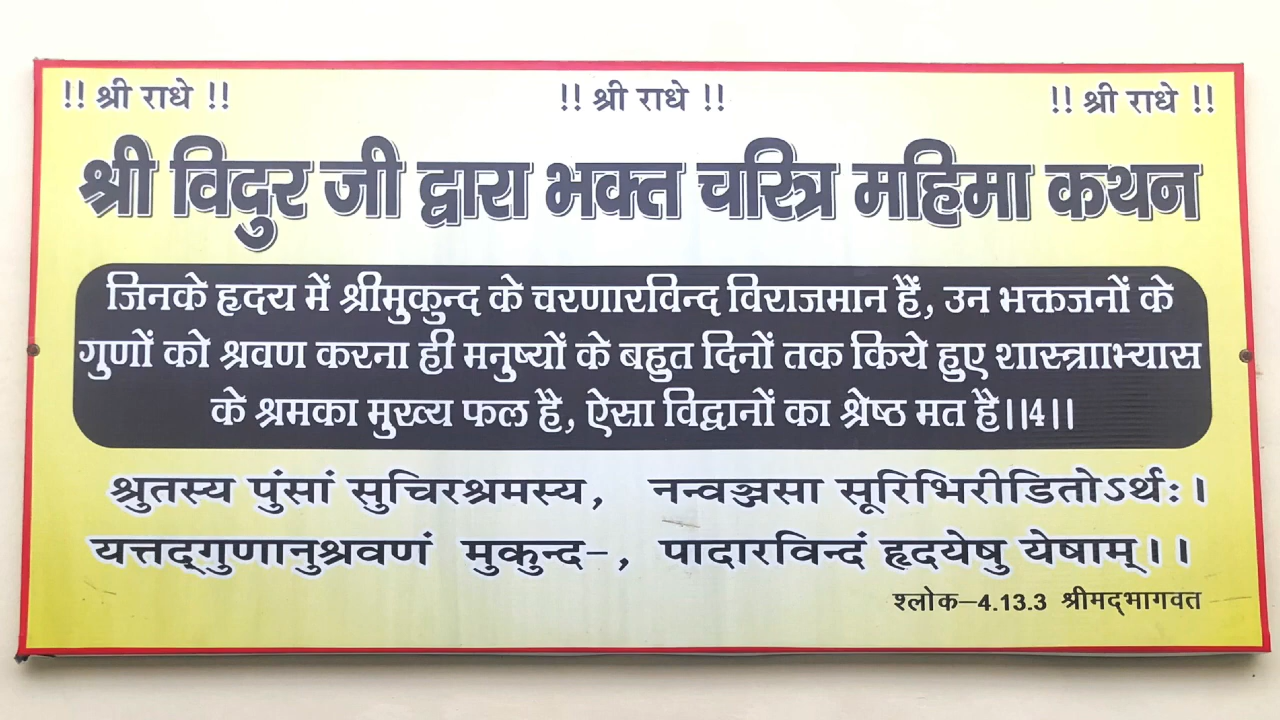 !! श्री राधे !! !! श्री राधे !! !! श्री राधे !!
श्री विदुर जी द्वारा भक्त चरित्र महिमा कथन
जिनके हृदय में श्रीमुकुन्द के चरणारविन्द विराजमान हैं, उन भक्तजनों के
गुणों को श्रवण करना ही मनुष्यों के बहुत दिनों तक किये हुए शास्त्रााभ्यास
के श्रमका मुख्य फल है, ऐसा विद्वानों का श्रेष्ठ मत है।।4।।
श्रुतस्य पुंसां सुचिरश्रमस्य, नन्वञ्जसा सूरिभिरीडितोऽर्थः।
यत्तद्गुणानुश्रवणं मुकुन्द-, पादारविन्दं हृदयेषु येषाम्।।
श्लोक-4.13.3 श्रीमद्भागवत